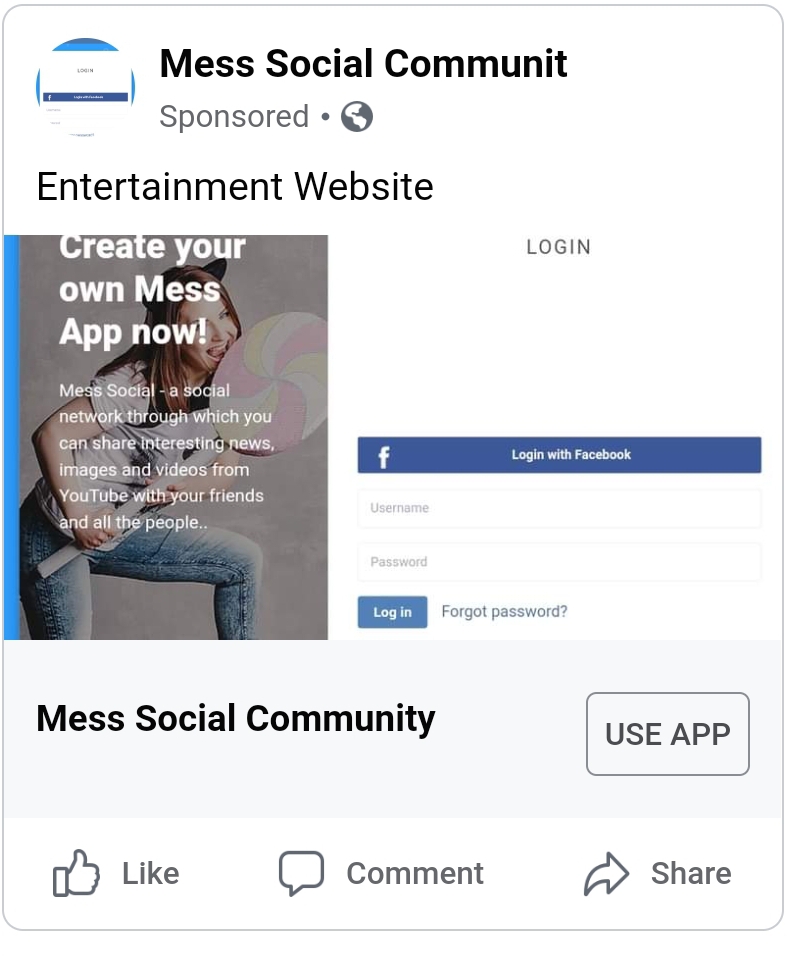 Mess Social Communit
Sponsored •
Entertainment Website
Create your
own Mess
App now!
Mess Social - a social
network through which you
can share interesting news,
images and videos from
YouTube with your friends
and all the people..
LOGIN
f
Login with Facebook
Username
Password
Log in
Forgot password?
Mess Social Community
USE APP
Like
Comment
Share